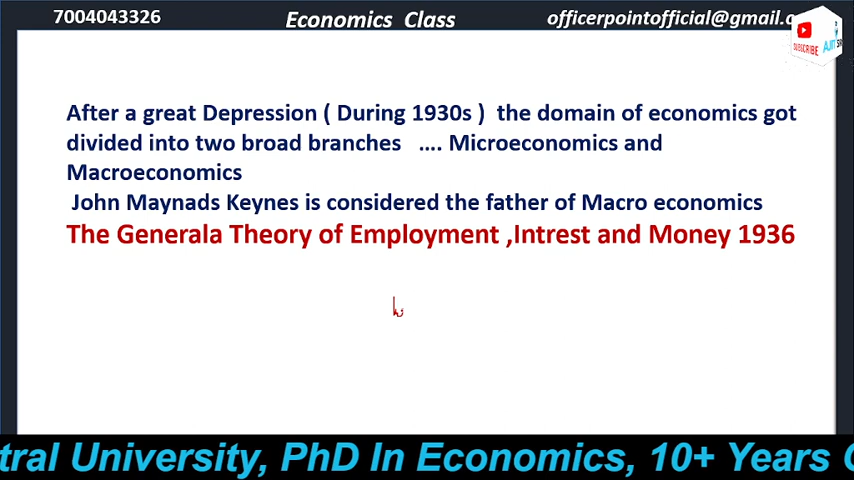 7004043326
Economics Class
officerpointofficial@gmail.c
SUBSCRIBE
After a great Depression ( During 1930s ) the domain of economics got
divided into two broad branches .... Microeconomics and
Macroeconomics
John Maynads Keynes is considered the father of Macro economics
The Generala Theory of Employment ,Intrest and Money 1936
tral University, PhD In Economics, 10+ Years